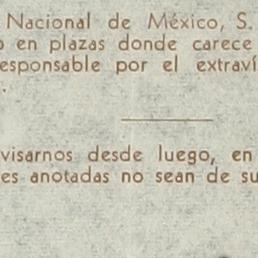 Nacional de México, S.
en plazas donde carece
esponsable por el extraví
visarnos desde luego, en
es anotadas no sean de su